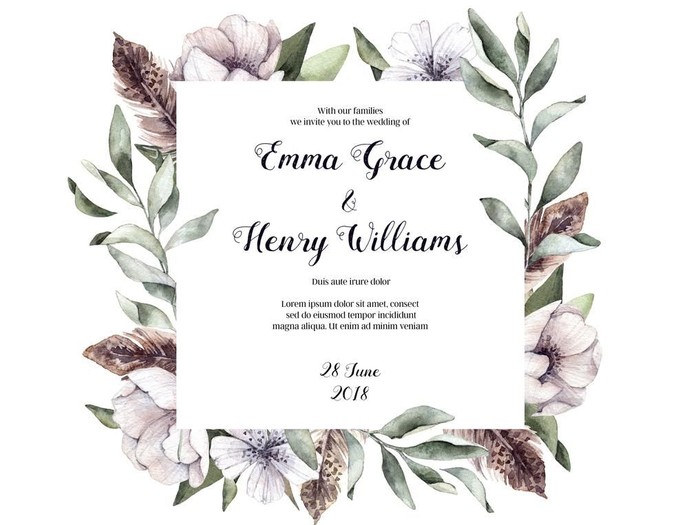 With our families
we invite you to the wedding of
Emma Grace
&
Henry Williams
Duis aute irure dolor
Lorem ipsum dolor sit amet, consect
sed do eiusmod tempor incididunt
magna aliqua. Ut enim ad minim veniam
28 June
2018